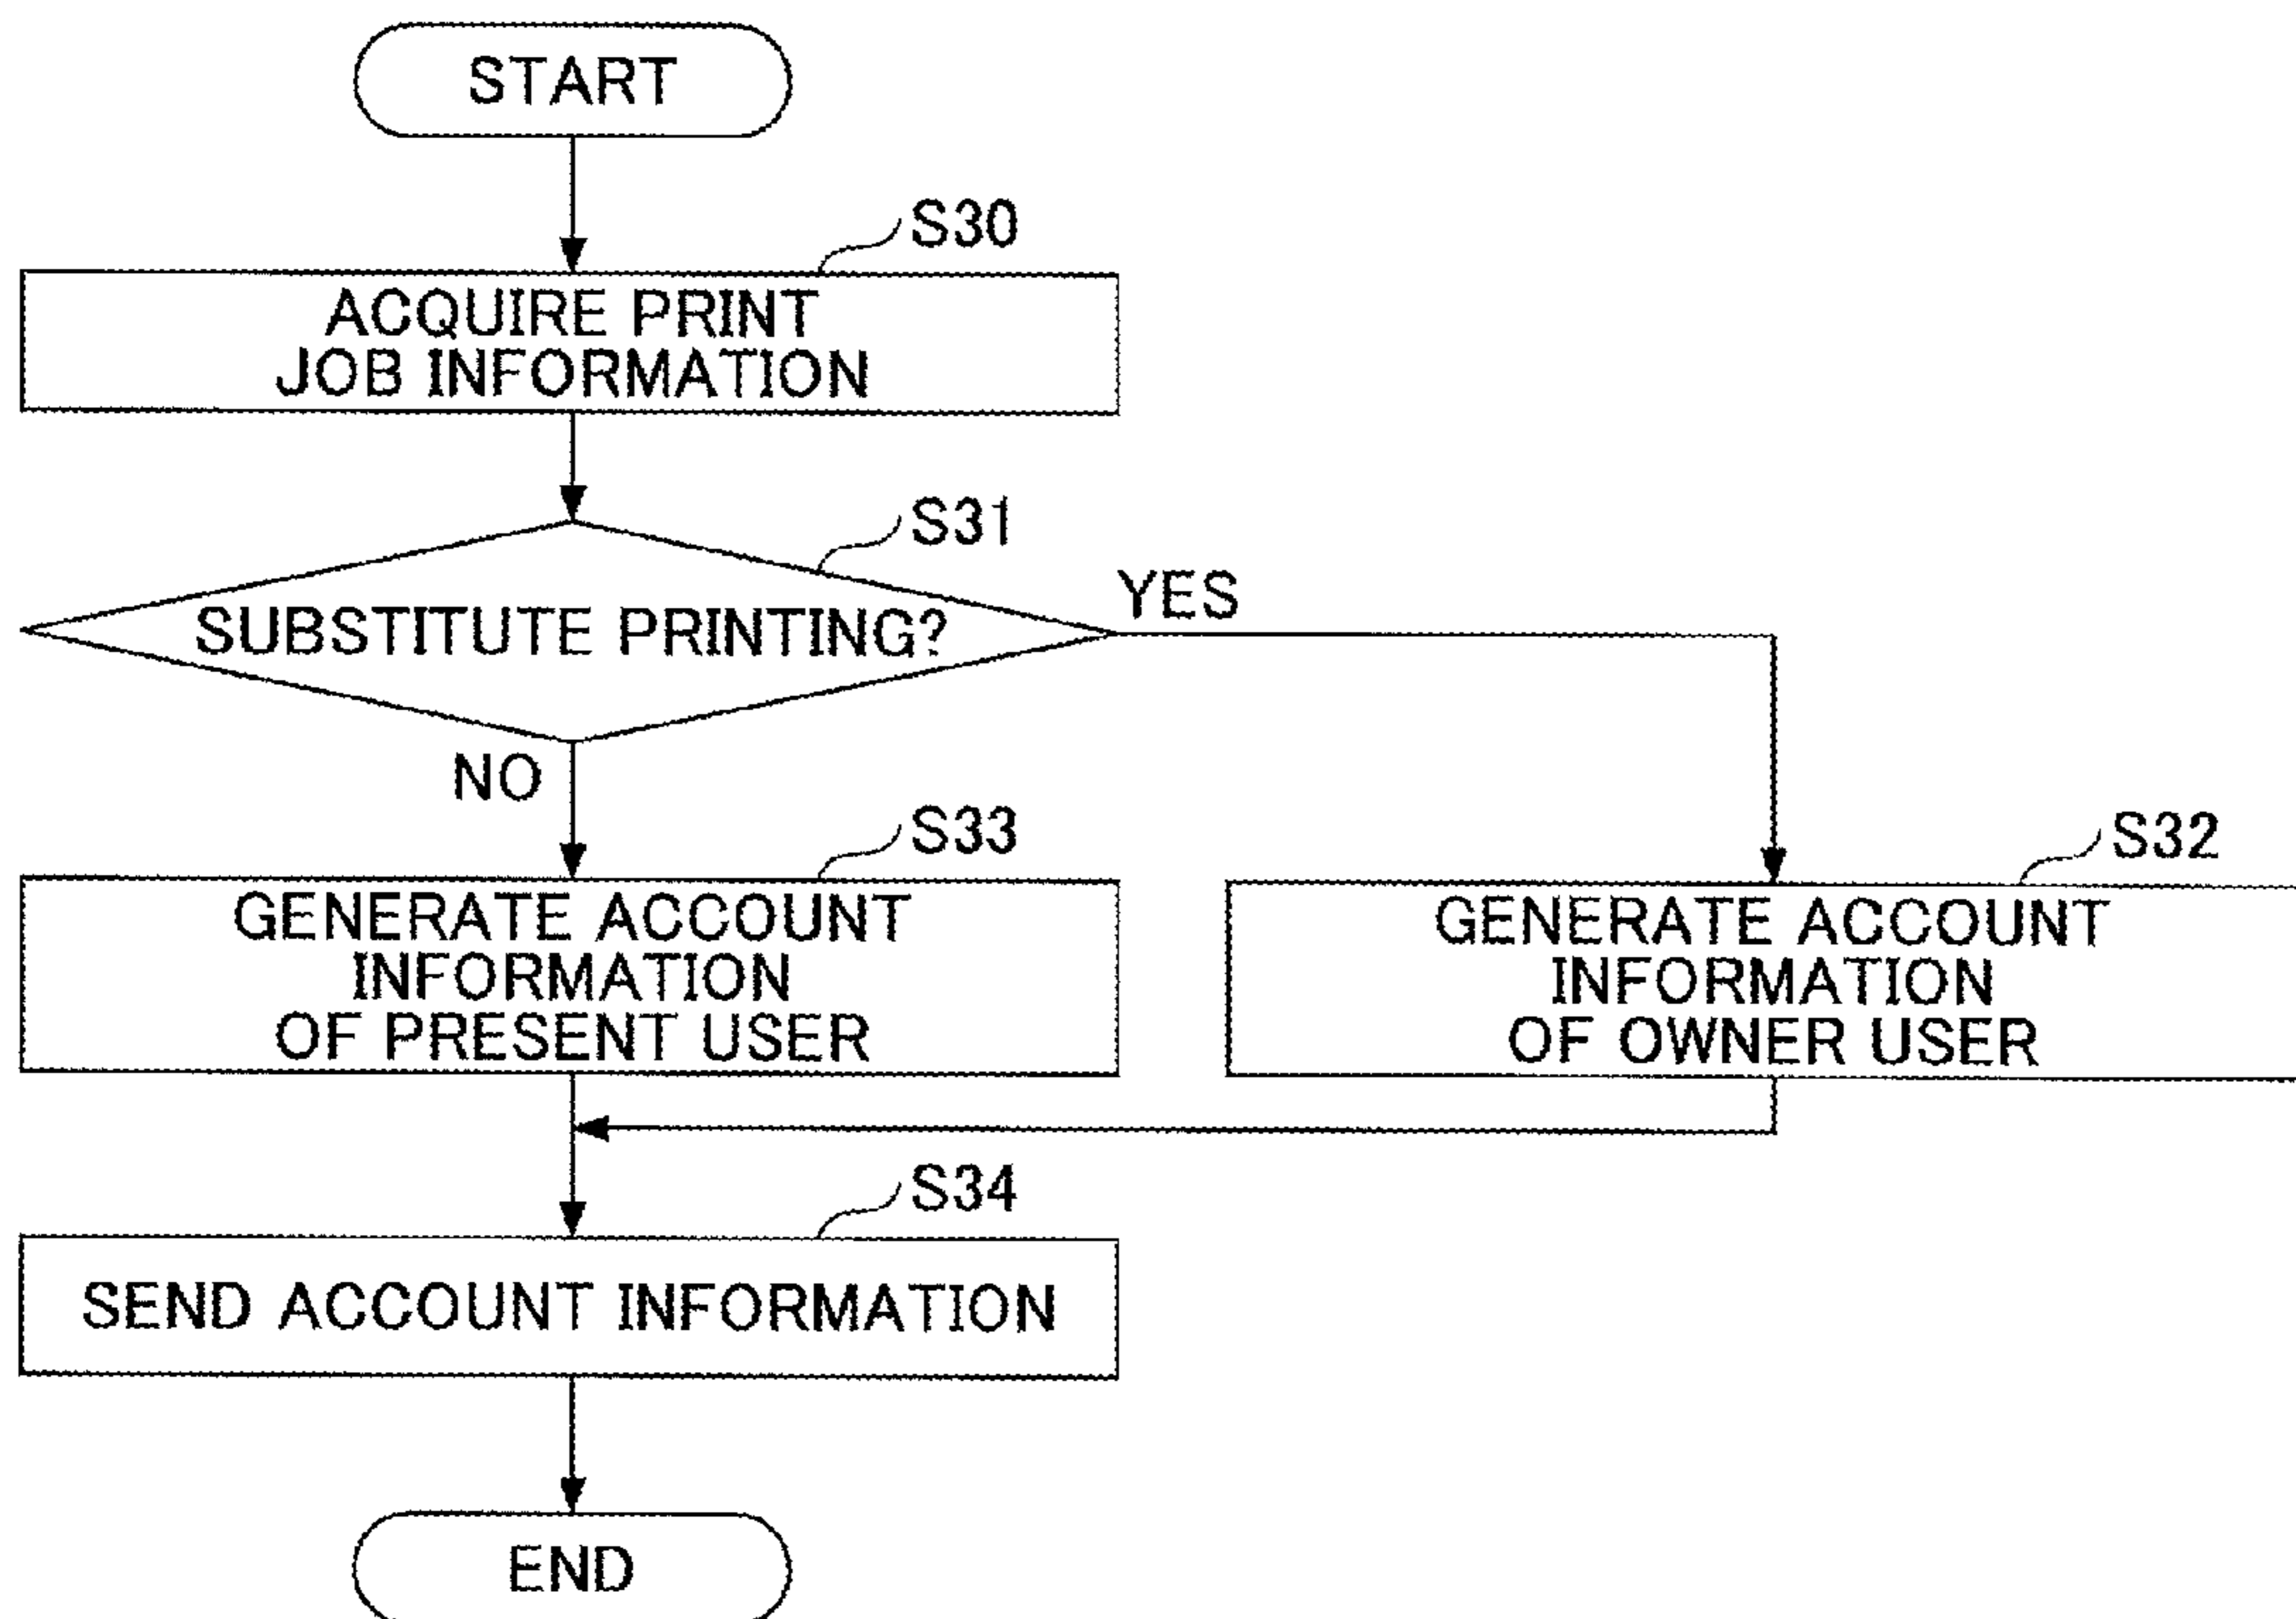 START
S30
ACQUIRE PRINT
JOB INFORMATION
S31
SUBSTITUTE PRINTING?
YES
NO
S33
GENERATE ACCOUNT
INFORMATION
OF PRESENT USER
S32
GENERATE ACCOUNT
INFORMATION
OF OWNER USER
S34
SEND ACCOUNT INFORMATION
END